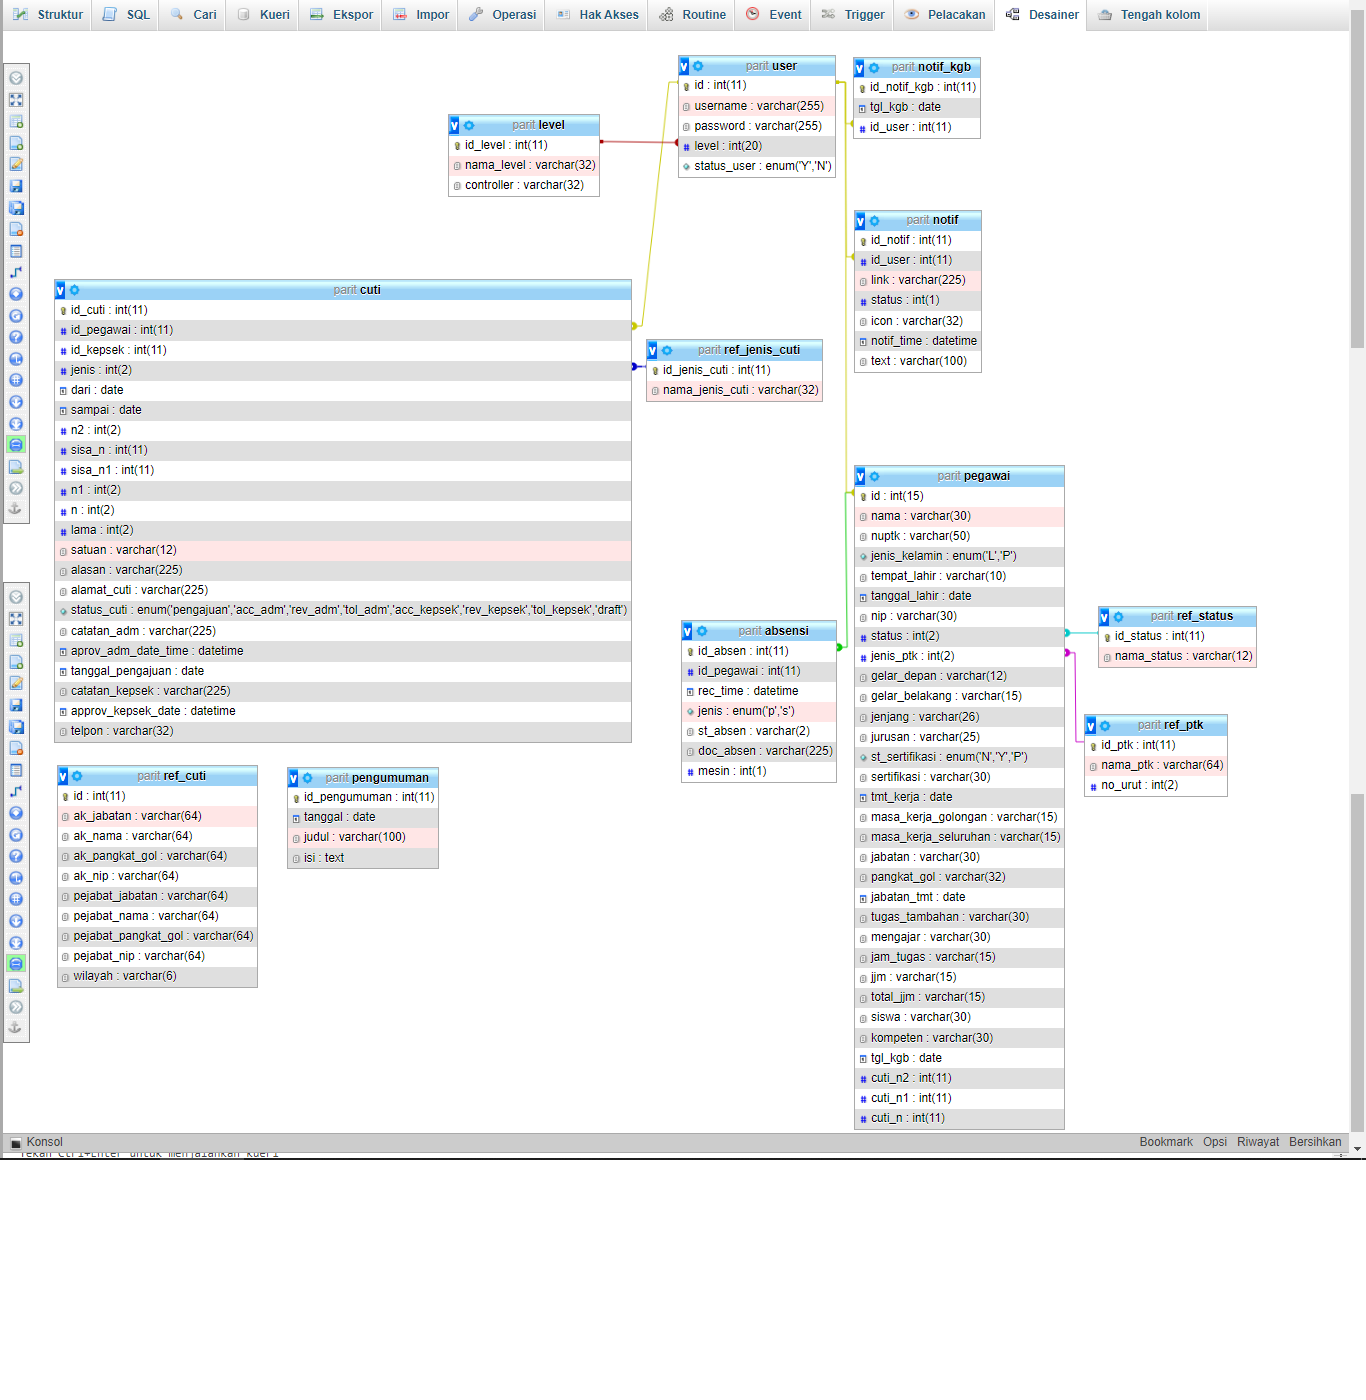 Struktur SQL Cari Kueri Ekspor Impor Operasi Hak Akses Routine Event Trigger Pelacakan Desainer Tengah kolom
parit user
id : int(11)
username : varchar(255)
password : varchar(255)
level : int(20)
status_user : enum('Y','N')
parit notif_kgb
id_notif_kgb : int(11)
tgl_kgb : date
id_user : int(11)
parit level
id_level : int(11)
nama_level : varchar(32)
controller : varchar(32)
parit notif
id_notif : int(11)
id_user : int(11)
link : varchar(225)
status : int(1)
icon : varchar(32)
notif_time : datetime
text : varchar(100)
parit cuti
id_cuti : int(11)
id_pegawai : int(11)
id_kepsek : int(11)
jenis : int(2)
dari : date
sampai : date
n2 : int(2)
sisa_n : int(11)
sisa_n1 : int(11)
n1 : int(2)
n : int(2)
lama : int(2)
satuan : varchar(12)
alasan : varchar(225)
alamat_cuti : varchar(225)
status_cuti : enum('pengajuan','acc_adm','rev_adm','tol_adm','acc_kepsek','rev_kepsek','tol_kepsek','draft')
catatan_adm : varchar(225)
aprov_adm_date_time : datetime
tanggal_pengajuan : date
catatan_kepsek : varchar(225)
approv_kepsek_date : datetime
telpon : varchar(32)
parit ref_jenis_cuti
id_jenis_cuti : int(11)
nama_jenis_cuti : varchar(32)
parit pegawai
id : int(15)
nama : varchar(30)
nuptk : varchar(50)
jenis_kelamin : enum('L','P')
tempat_lahir : varchar(10)
tanggal_lahir : date
nip : varchar(30)
status : int(2)
jenis_ptk : int(2)
gelar_depan : varchar(12)
gelar_belakang : varchar(15)
jenjang : varchar(26)
jurusan : varchar(25)
st_sertifikasi : enum('N','Y','P')
sertifikasi : varchar(30)
tmt_kerja : date
masa_kerja_golongan : varchar(15)
masa_kerja_seluruhan : varchar(15)
jabatan : varchar(30)
pangkat_gol : varchar(32)
jabatan_tmt : date
tugas_tambahan : varchar(30)
mengajar : varchar(30)
jam_tugas : varchar(15)
jjm : varchar(15)
total_jjm : varchar(15)
siswa : varchar(30)
kompeten : varchar(30)
tgl_kgb : date
cuti_n2 : int(11)
cuti_n1 : int(11)
cuti_n : int(11)
parit absensi
id_absen : int(11)
id_pegawai : int(11)
rec_time : datetime
jenis : enum('p','s')
st_absen : varchar(2)
doc_absen : varchar(225)
mesin : int(1)
parit ref_status
id_status : int(11)
nama_status : varchar(12)
parit ref_ptk
id_ptk : int(11)
nama_ptk : varchar(64)
no_urut : int(2)
parit ref_cuti
id : int(11)
ak_jabatan : varchar(64)
ak_nama : varchar(64)
ak_pangkat_gol : varchar(64)
ak_nip : varchar(64)
pejabat_jabatan : varchar(64)
pejabat_nama : varchar(64)
pejabat_pangkat_gol : varchar(64)
pejabat_nip : varchar(64)
wilayah : varchar(6)
parit pengumuman
id_pengumuman : int(11)
tanggal : date
judul : varchar(100)
isi : text
Konsol Bookmark Opsi Riwayat Bersihkan
Tekan Ctrl+Enter untuk menjalankan kueri